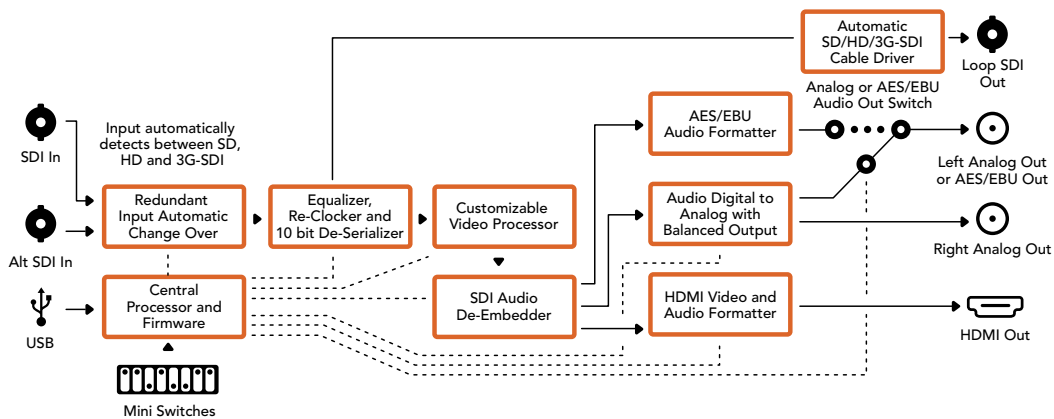 Automatic
SD/HD/3G-SDI
Cable Driver
Loop SDI
Out
Analog or AES/EBU
Audio Out Switch
SDI In
Input automatically
detects between SD,
HD and 3G-SDI
AES/EBU
Audio Formatter
Left Analog Out
or AES/EBU Out
Redundant
Input Automatic
Change Over
Equalizer,
Re-Clocker and
10 bit De-Serializer
Customizable
Video Processor
Audio Digital to
Analog with
Balanced Output
Alt SDI In
Right Analog Out
Central
Processor and
Firmware
SDI Audio
De-Embedder
HDMI Video and
Audio Formatter
USB
HDMI Out
Mini Switches